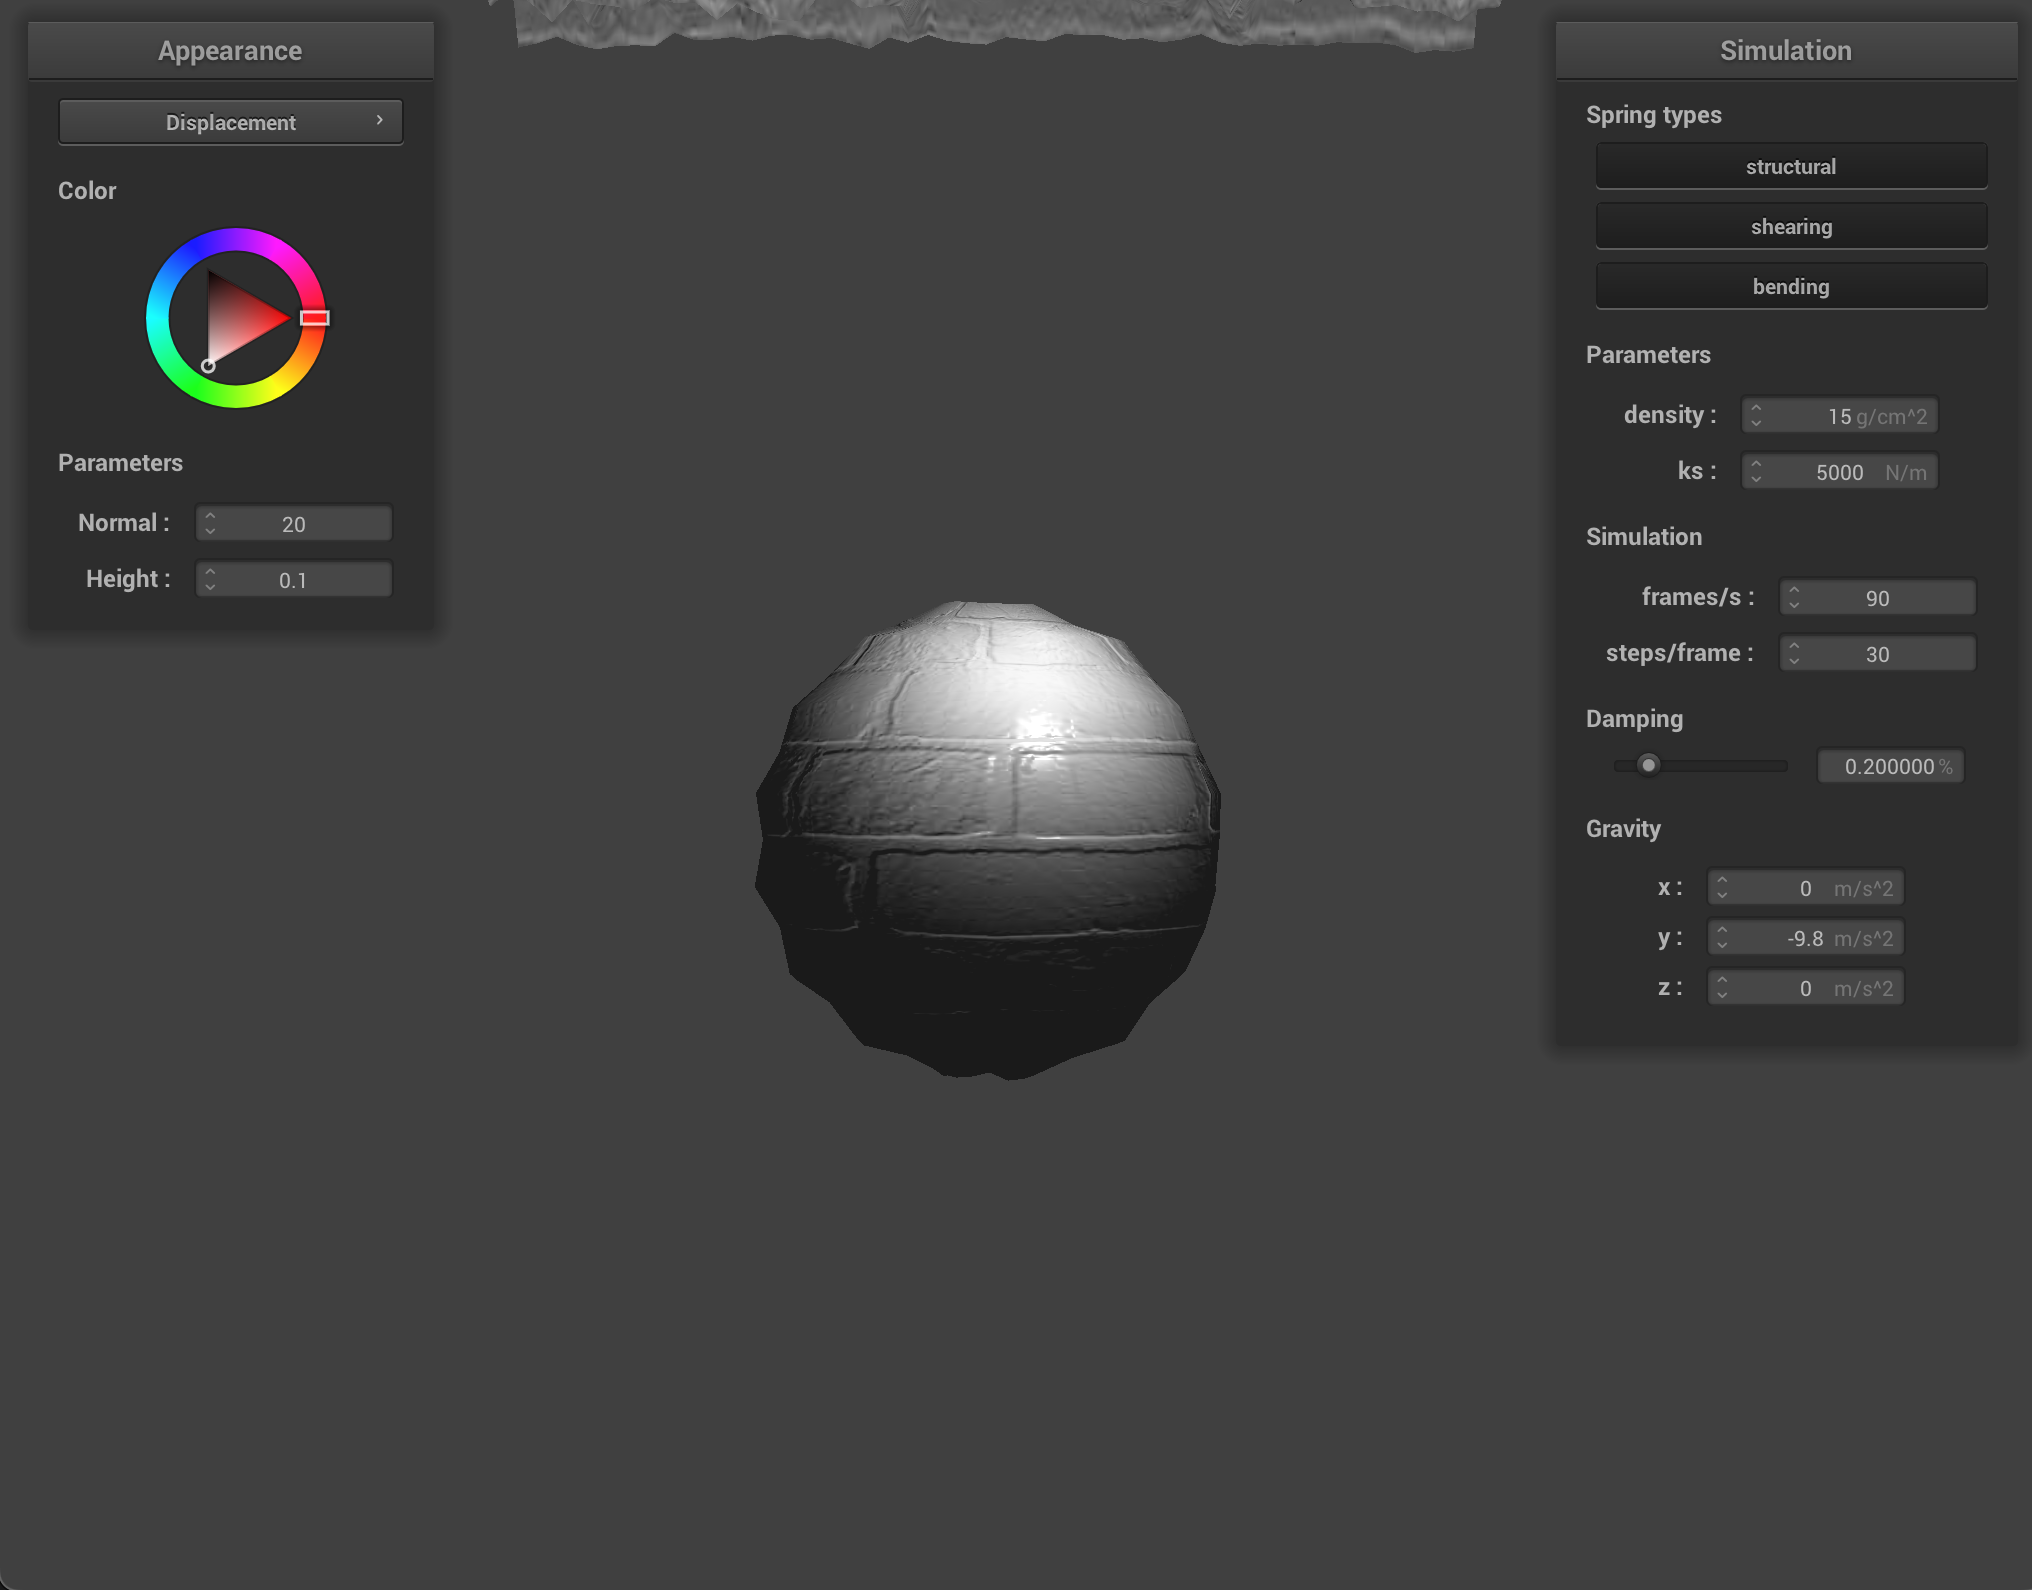 Appearance
Displacement
Color
Parameters
Normal : 20
Height : 0.1
Simulation
Spring types
structural
shearing
bending
Parameters
density : 15 g/cm^2
ks : 5000 N/m
Simulation
frames/s : 90
steps/frame : 30
Damping
0.200000 %
Gravity
x : 0 m/s^2
y : -9.8 m/s^2
z : 0 m/s^2